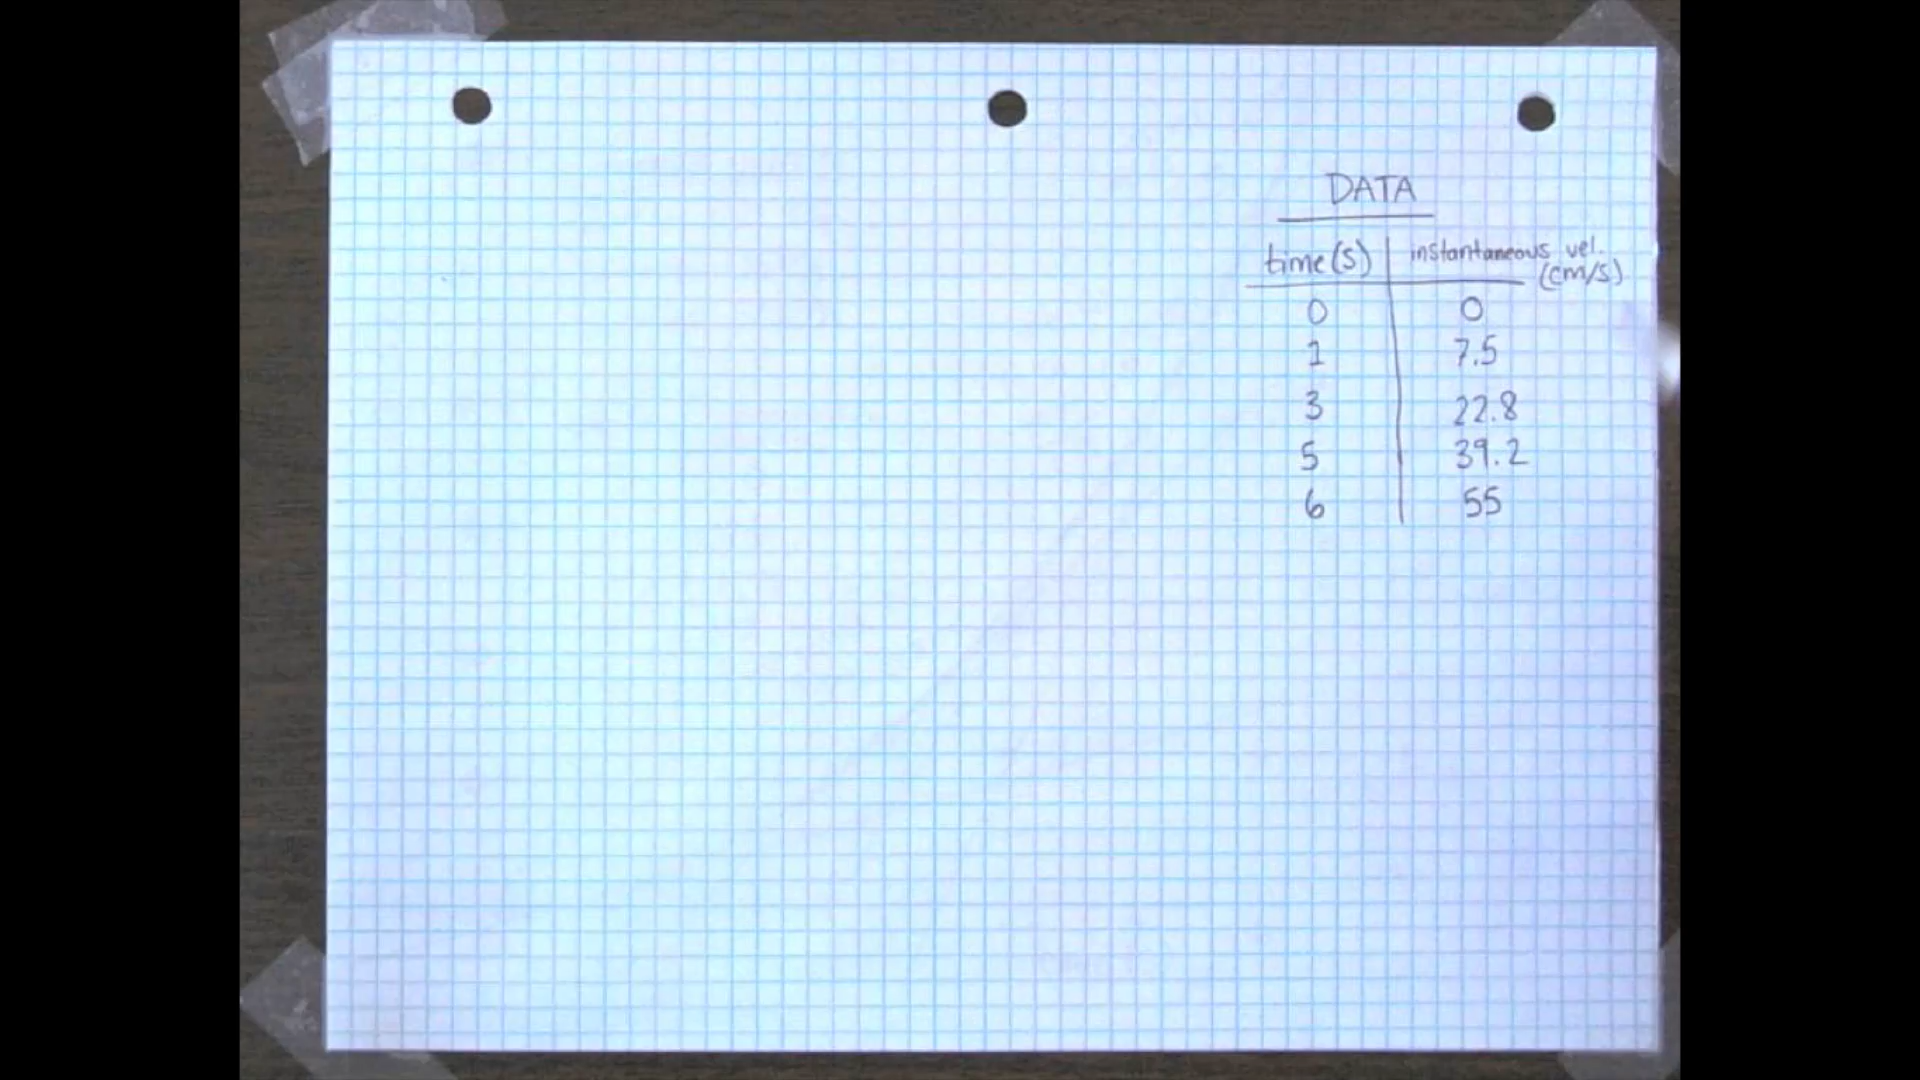 DATA
time(s) instantaneous vel. (cm/s)
0 0
1 7.5
3 22.8
5 39.2
6 55